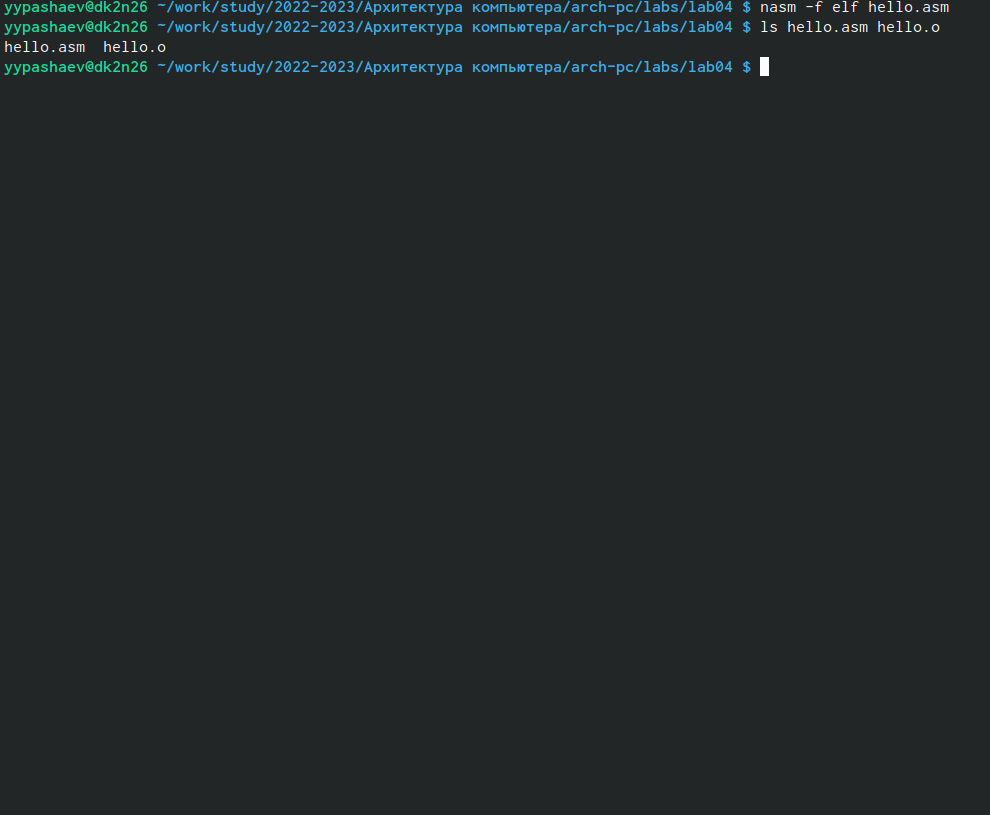 yypashaev@dk2n26 ~/work/study/2022-2023/Архитектура компьютера/arch-pc/labs/lab04 $ nasm -f elf hello.asm
yypashaev@dk2n26 ~/work/study/2022-2023/Архитектура компьютера/arch-pc/labs/lab04 $ ls hello.asm hello.o
hello.asm  hello.o
yypashaev@dk2n26 ~/work/study/2022-2023/Архитектура компьютера/arch-pc/labs/lab04 $